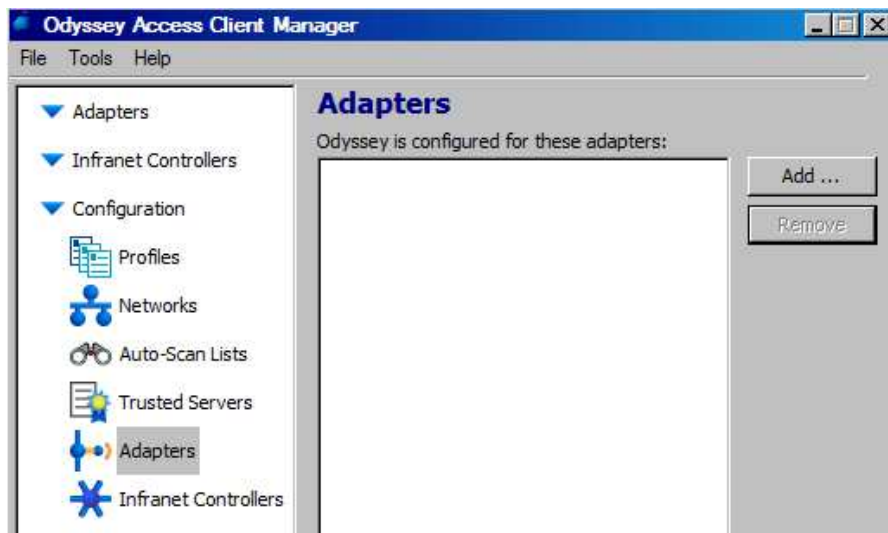 Odyssey Access Client Manager
File Tools Help
Adapters
Infranet Controllers
Configuration
Profiles
Networks
Auto-Scan Lists
Trusted Servers
Adapters
Infranet Controllers
Adapters
Odyssey is configured for these adapters:
Add ...
Remove